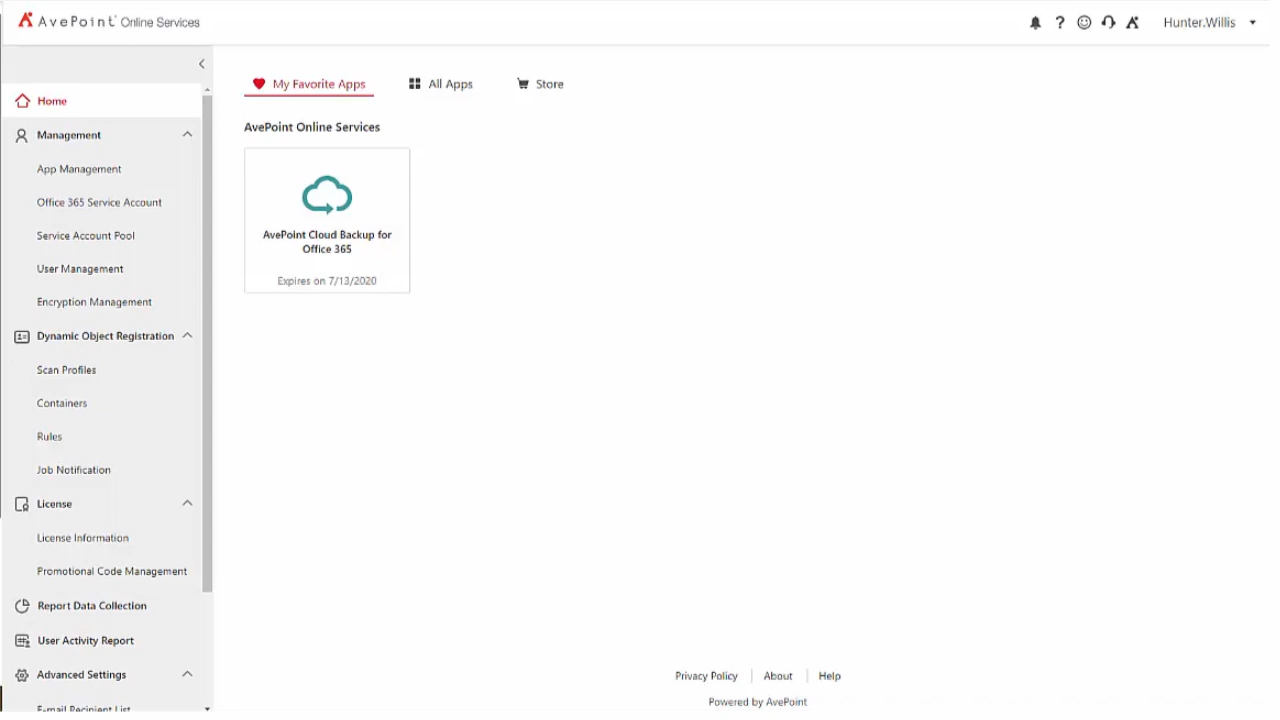 AvePoint Online Services
? Hunter.Willis
My Favorite Apps All Apps Store
Home
AvePoint Online Services
Management
App Management
Office 365 Service Account
Service Account Pool
User Management
Encryption Management
AvePoint Cloud Backup for
Office 365
Expires on 7/13/2020
Dynamic Object Registration
Scan Profiles
Containers
Rules
Job Notification
License
License Information
Promotional Code Management
Report Data Collection
User Activity Report
Advanced Settings
E-mail Recipient List
Privacy Policy About Help
Powered by AvePoint